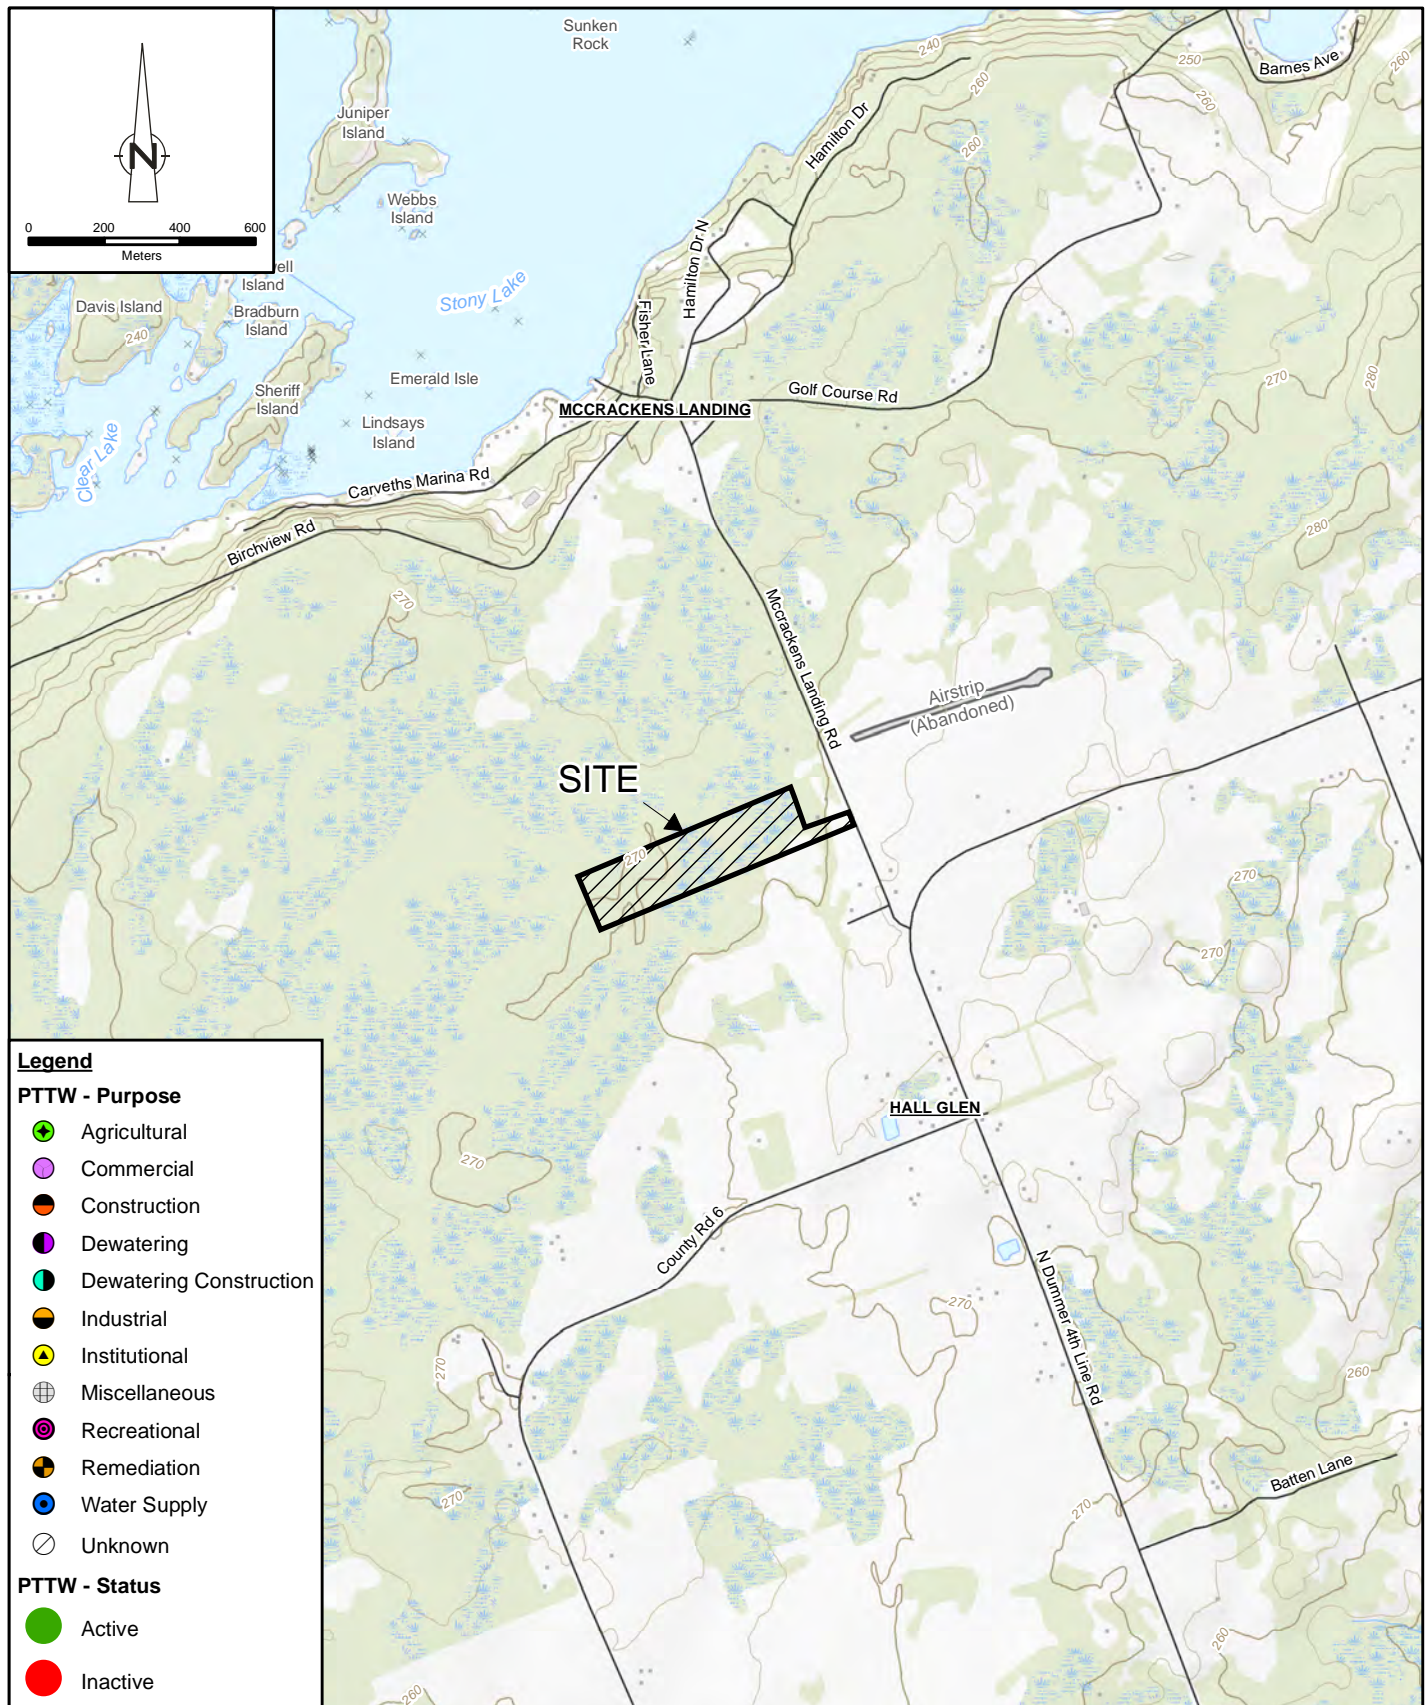 N
0 200 400 600
Meters
Sunken
Rock
Juniper
Island
Webbs
Island
Island
Davis Island
Bradburn
Island
240
Stony Lake
Sheriff
Island
Emerald Isle
Lindsays
Island
Clear Lake
Carveths Marina Rd
Birchview Rd
Fisher Lane
Hamilton Dr N
Hamilton Dr
240
260
260
250
260
Barnes Ave
260
MCCRACKENS LANDING
Golf Course Rd
270
280
280
270
Mccrackens Landing Rd
Airstrip
(Abandoned)
SITE
270
270
270
HALL GLEN
270
County Rd 6
N Dummer 4th Line Rd
270
270
260
270
270
Batten Lane
260
260
Legend
PTTW - Purpose
Agricultural
Commercial
Construction
Dewatering
Dewatering Construction
Industrial
Institutional
Miscellaneous
Recreational
Remediation
Water Supply
Unknown
PTTW - Status
Active
Inactive